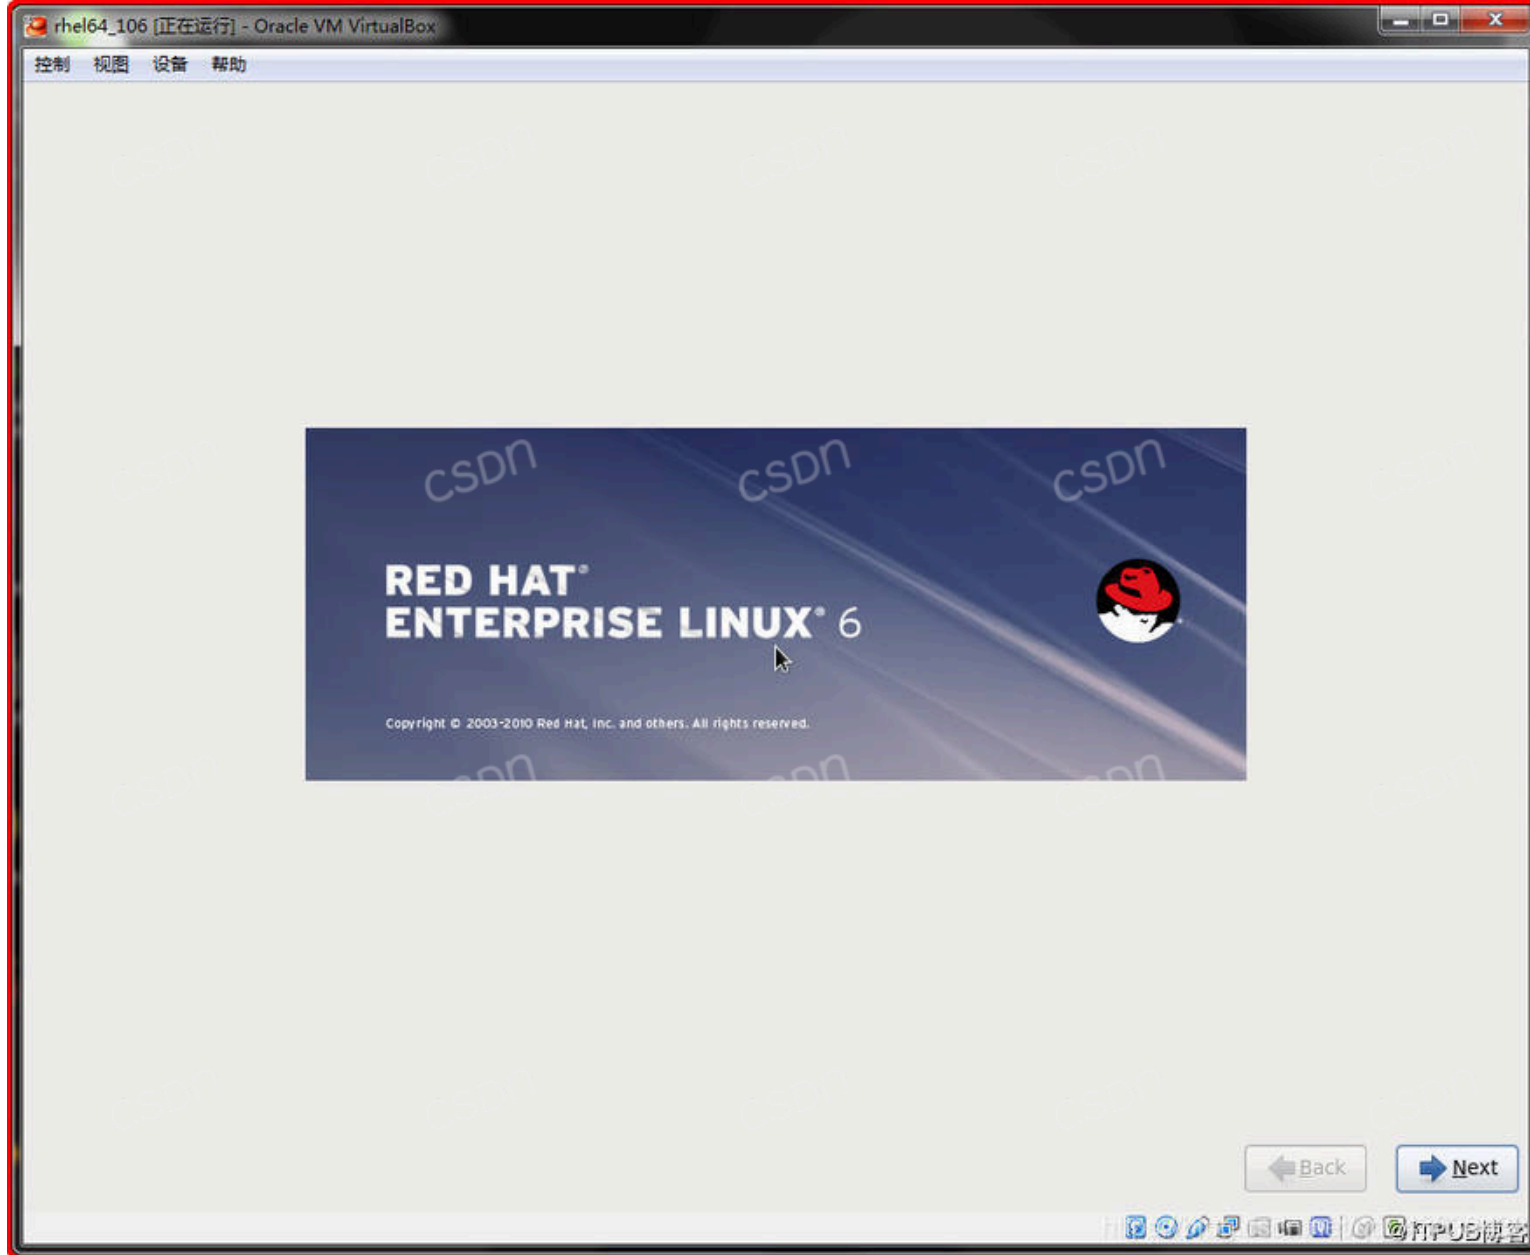 rhel64_106 [正在运行] - Oracle VM VirtualBox
控制 视图 设备 帮助
CSDN CSDN CSDN
RED HAT®
ENTERPRISE LINUX® 6
Copyright © 2003-2010 Red Hat, Inc. and others. All rights reserved.
Back Next
@ITPUB博客